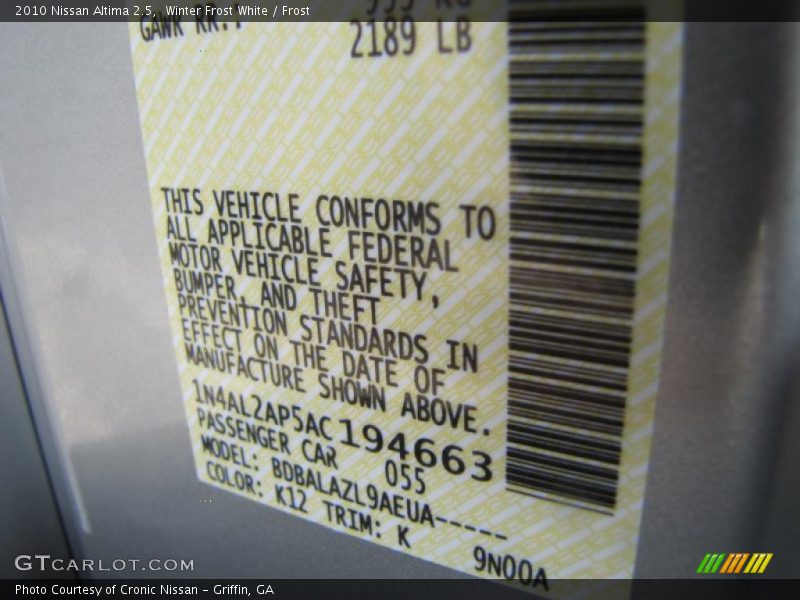 2010 Nissan Altima 2.5, Winter Frost White / Frost
GAWR RR.:
2189 LB
THIS VEHICLE CONFORMS TO
ALL APPLICABLE FEDERAL
MOTOR VEHICLE SAFETY,
BUMPER, AND THEFT
PREVENTION STANDARDS IN
EFFECT ON THE DATE OF
MANUFACTURE SHOWN ABOVE.
1N4AL2AP5AC194663
PASSENGER CAR 055
MODEL: BDBALAZL9AEUA-----
COLOR: K12 TRIM: K
9N00A
GTCARLOT.COM
Photo Courtesy of Cronic Nissan – Griffin, GA